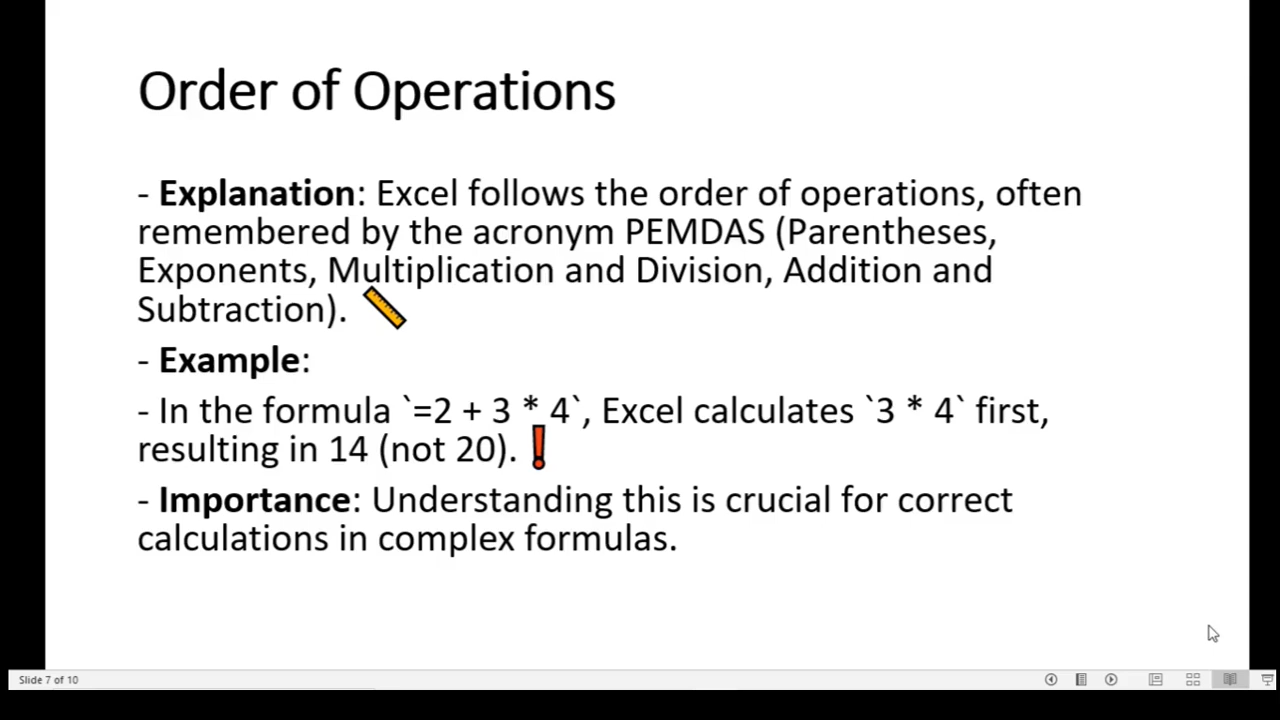 Order of Operations
- Explanation: Excel follows the order of operations, often
remembered by the acronym PEMDAS (Parentheses,
Exponents, Multiplication and Division, Addition and
Subtraction).
- Example:
- In the formula `=2 + 3 * 4`, Excel calculates `3 * 4` first,
resulting in 14 (not 20).
- Importance: Understanding this is crucial for correct
calculations in complex formulas.
Slide 7 of 10